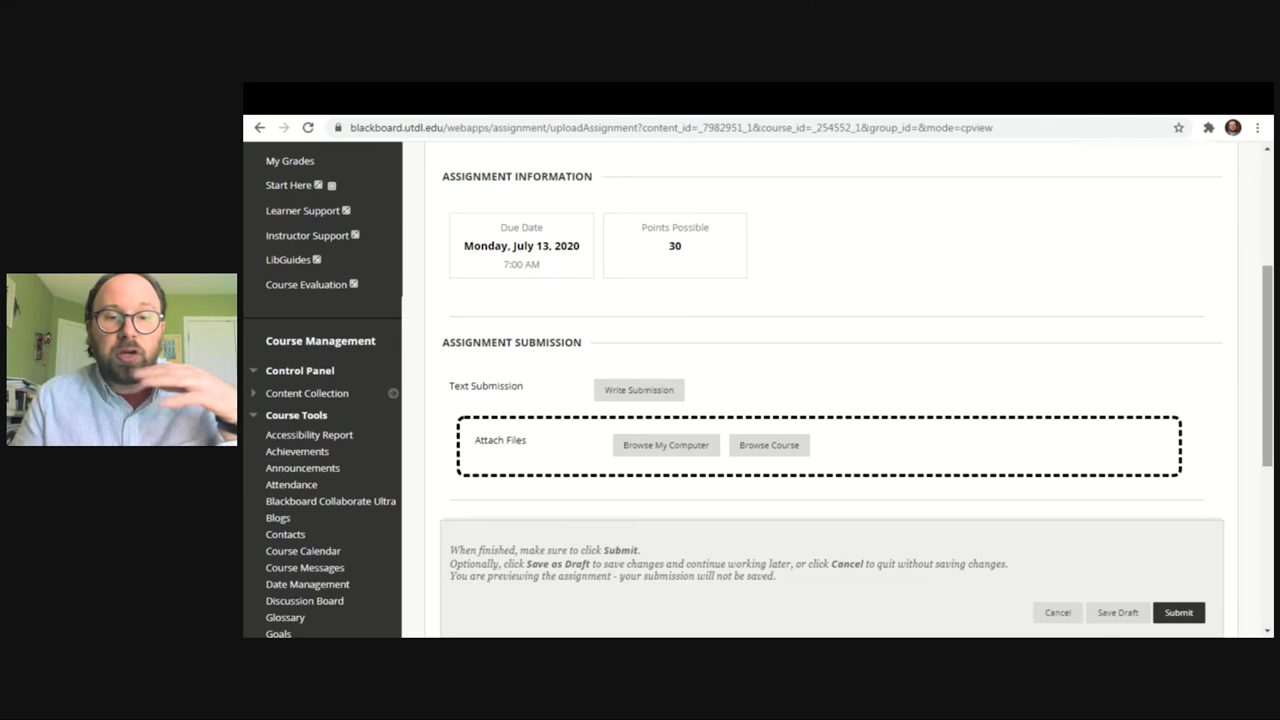 blackboard.utdl.edu/webapps/assignment/uploadAssignment?content_id=_7982951_1&course_id=_254552_1&group_id=&mode=cpview
My Grades
Start Here
Learner Support
Instructor Support
LibGuides
Course Evaluation
Course Management
Control Panel
Content Collection
Course Tools
Accessibility Report
Achievements
Announcements
Attendance
Blackboard Collaborate Ultra
Blogs
Contacts
Course Calendar
Course Messages
Date Management
Discussion Board
Glossary
Goals
ASSIGNMENT INFORMATION
Due Date
Monday, July 13, 2020
7:00 AM
Points Possible
30
ASSIGNMENT SUBMISSION
Text Submission
Write Submission
Attach Files
Browse My Computer
Browse Course
When finished, make sure to click Submit.
Optionally, click Save as Draft to save changes and continue working later, or click Cancel to quit without saving changes.
You are previewing the assignment - your submission will not be saved.
Cancel
Save Draft
Submit